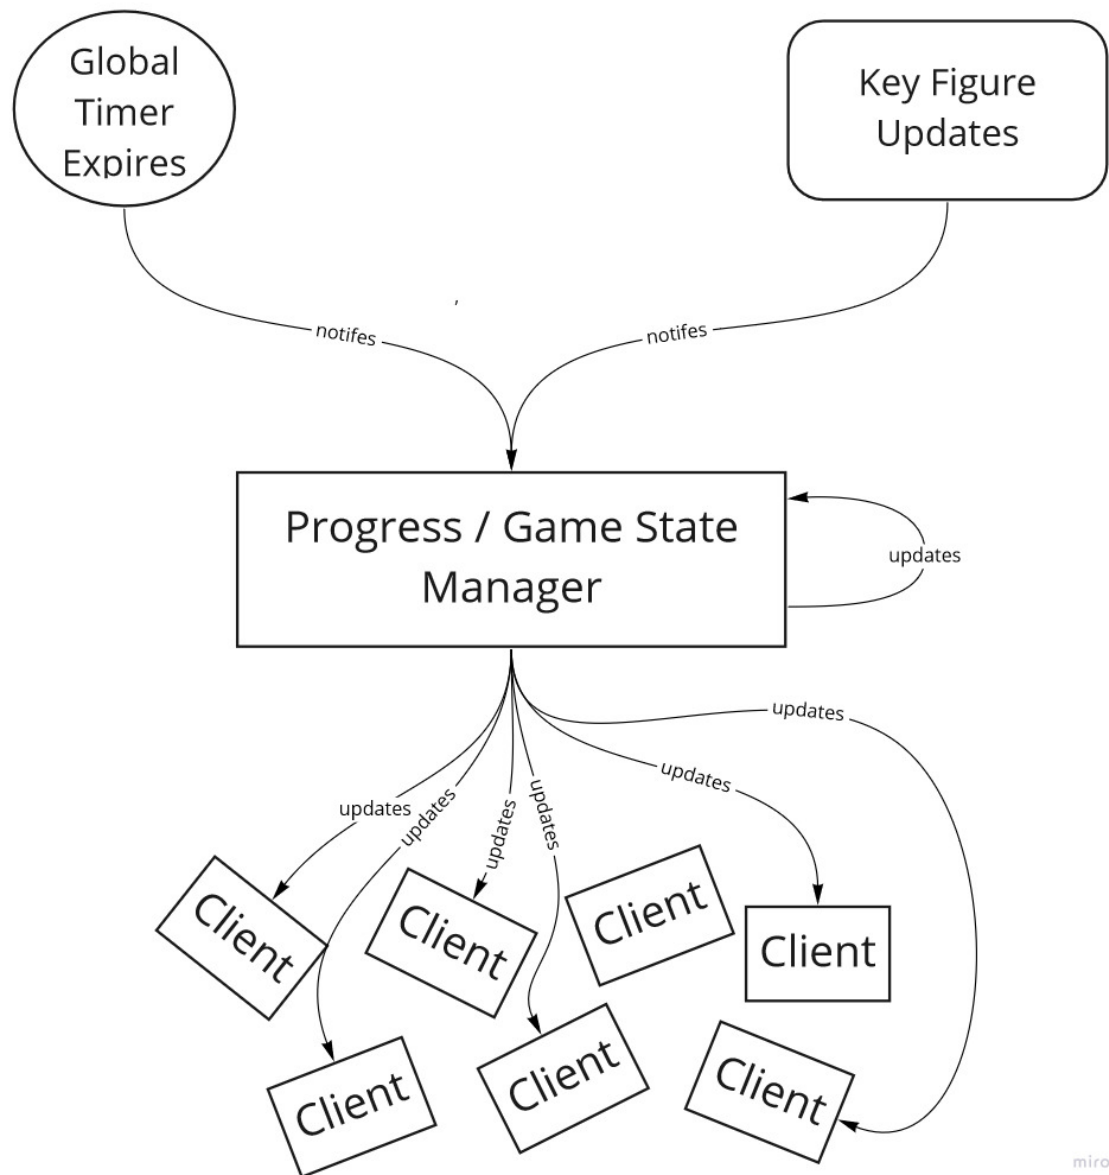 Global
Timer
Expires
Key Figure
Updates
,
notifes
notifes
Progress / Game State
Manager
updates
updates
updates
updates
updates
updates
updates
Client
Client
Client
Client
Client
Client
Client
miro